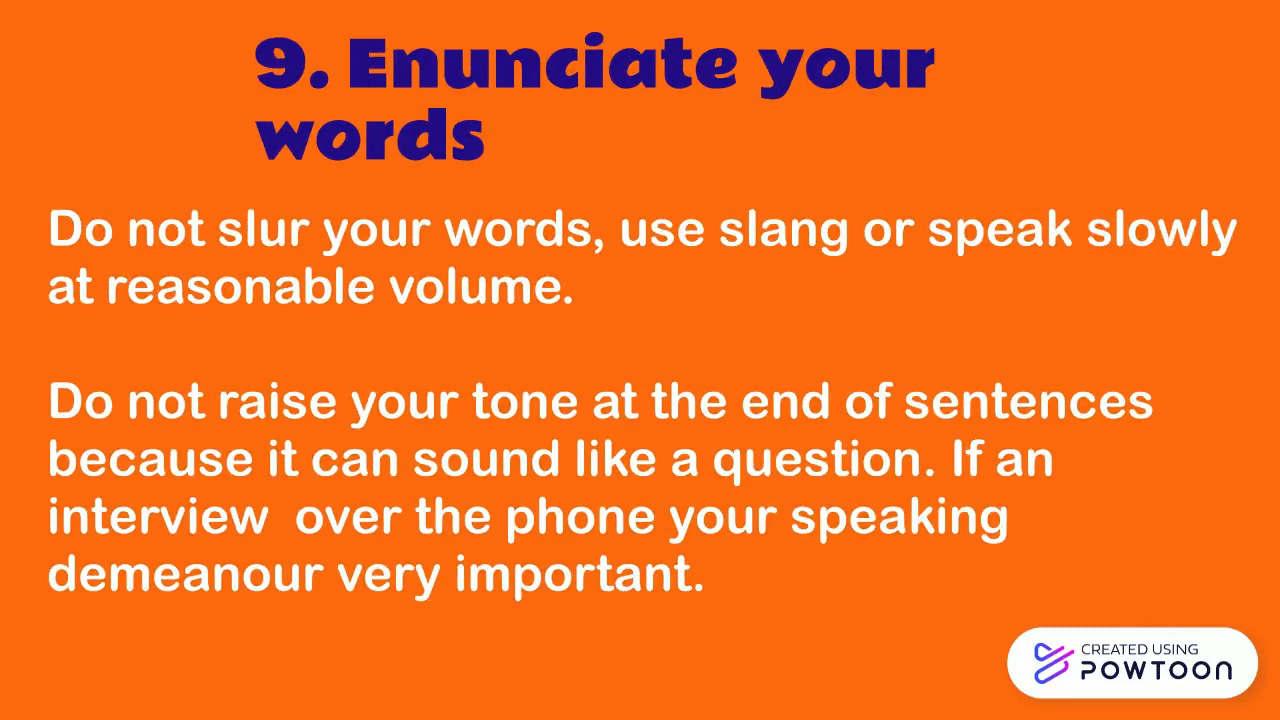 9. Enunciate your
words
Do not slur your words, use slang or speak slowly
at reasonable volume.
Do not raise your tone at the end of sentences
because it can sound like a question. If an
interview  over the phone your speaking
demeanour very important.
CREATED USING
POWTOON